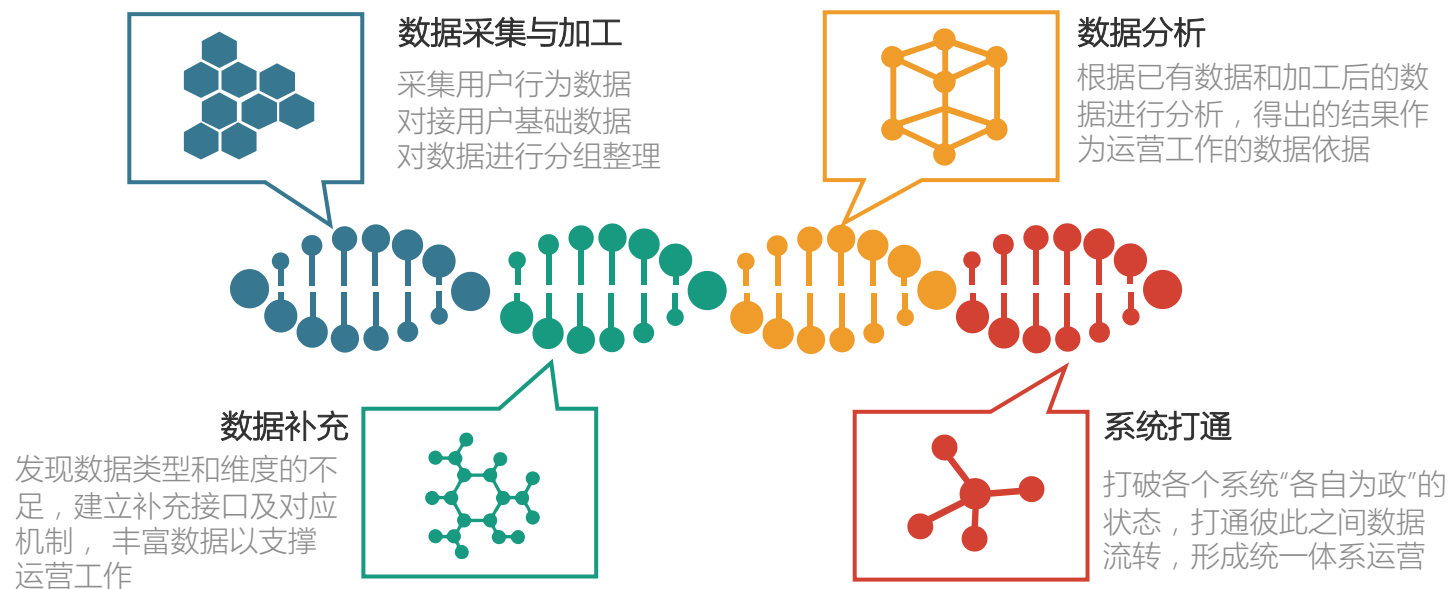 数据采集与加工
采集用户行为数据
对接用户基础数据
对数据进行分组整理
数据分析
根据已有数据和加工后的数
据进行分析，得出的结果作
为运营工作的数据依据
数据补充
发现数据类型和维度的不
足，建立补充接口及对应
机制， 丰富数据以支撑
运营工作
系统打通
打破各个系统“各自为政”的
状态，打通彼此之间数据
流转，形成统一体系运营